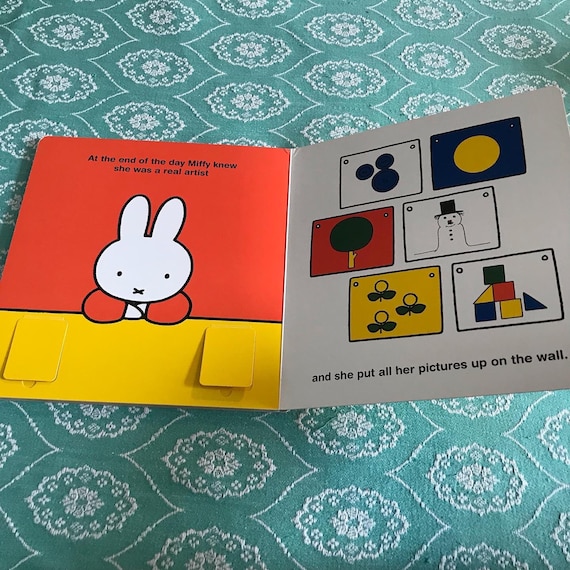 At the end of the day Miffy knew
she was a real artist
and she put all her pictures up on the wall.